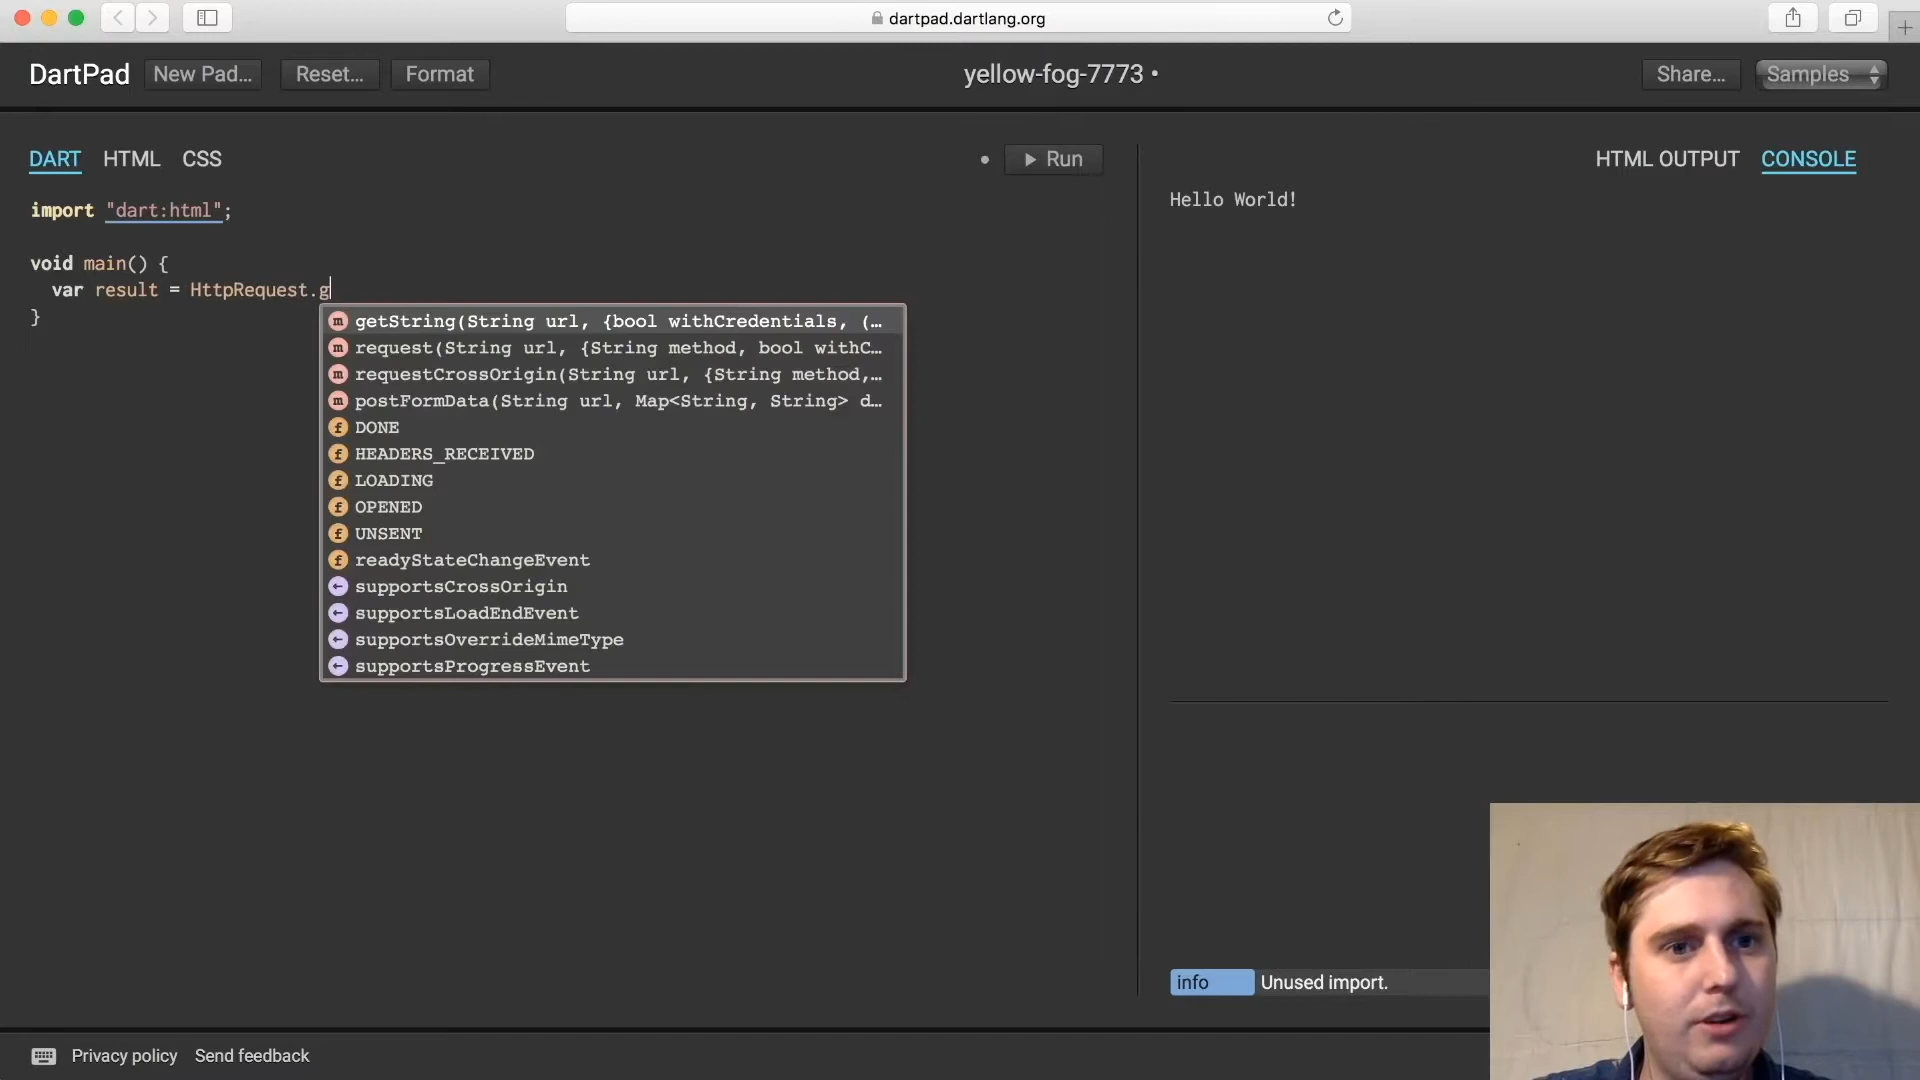 dartpad.dartlang.org
DartPad New Pad... Reset... Format yellow-fog-7773 • Share... Samples
DART HTML CSS Run HTML OUTPUT CONSOLE
import "dart:html";
Hello World!
void main() {
var result = HttpRequest.g
}
m getString(String url, {bool withCredentials, (…
m request(String url, {String method, bool withC…
m requestCrossOrigin(String url, {String method,…
m postFormData(String url, Map<String, String> d…
f DONE
f HEADERS_RECEIVED
f LOADING
f OPENED
f UNSENT
f readyStateChangeEvent
← supportsCrossOrigin
← supportsLoadEndEvent
← supportsOverrideMimeType
← supportsProgressEvent
info Unused import.
Privacy policy Send feedback